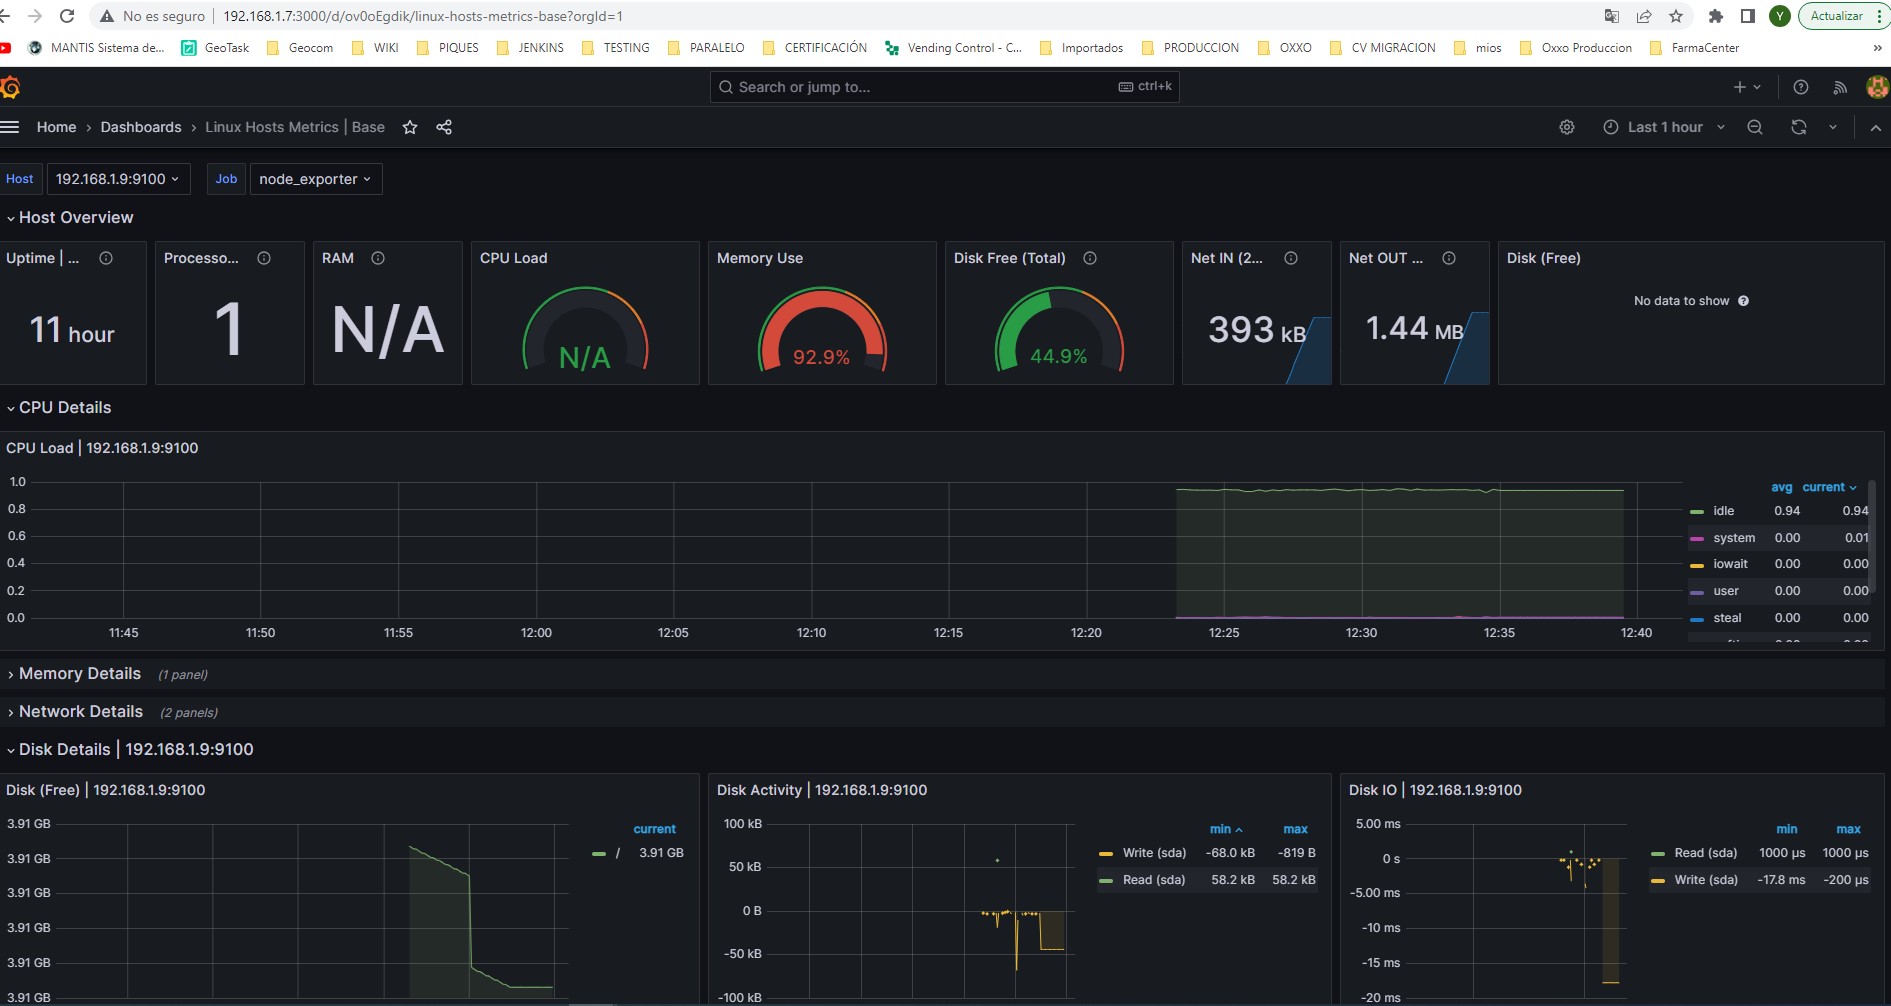 No es seguro 192.168.1.7:3000/d/ov0oEgdik/linux-hosts-metrics-base?orgId=1 Y Actualizar
MANTIS Sistema de... GeoTask Geocom WIKI PIQUES JENKINS TESTING PARALELO CERTIFICACIÓN Vending Control - C... Importados PRODUCCION OXXO CV MIGRACION mios Oxxo Produccion FarmaCenter »
Search or jump to... ctrl+k
Home › Dashboards › Linux Hosts Metrics | Base Last 1 hour
Host 192.168.1.9:9100 Job node_exporter
Host Overview
Uptime | ... Processo... RAM CPU Load Memory Use Disk Free (Total) Net IN (2... Net OUT ... Disk (Free)
11 hour 1 N/A N/A 92.9% 44.9% 393 kB 1.44 MB No data to show
CPU Details
CPU Load | 192.168.1.9:9100
1.0
0.8
0.6
0.4
0.2
0.0
11:45 11:50 11:55 12:00 12:05 12:10 12:15 12:20 12:25 12:30 12:35 12:40
avg current
idle 0.94 0.94
system 0.00 0.01
iowait 0.00 0.00
user 0.00 0.00
steal 0.00 0.00
Memory Details (1 panel)
Network Details (2 panels)
Disk Details | 192.168.1.9:9100
Disk (Free) | 192.168.1.9:9100
3.91 GB
3.91 GB
3.91 GB
3.91 GB
3.91 GB
3.91 GB
current
/ 3.91 GB
Disk Activity | 192.168.1.9:9100
100 kB
50 kB
0 B
-50 kB
-100 kB
min max
Write (sda) -68.0 kB -819 B
Read (sda) 58.2 kB 58.2 kB
Disk IO | 192.168.1.9:9100
5.00 ms
0 s
-5.00 ms
-10 ms
-15 ms
-20 ms
min max
Read (sda) 1000 µs 1000 µs
Write (sda) -17.8 ms -200 µs